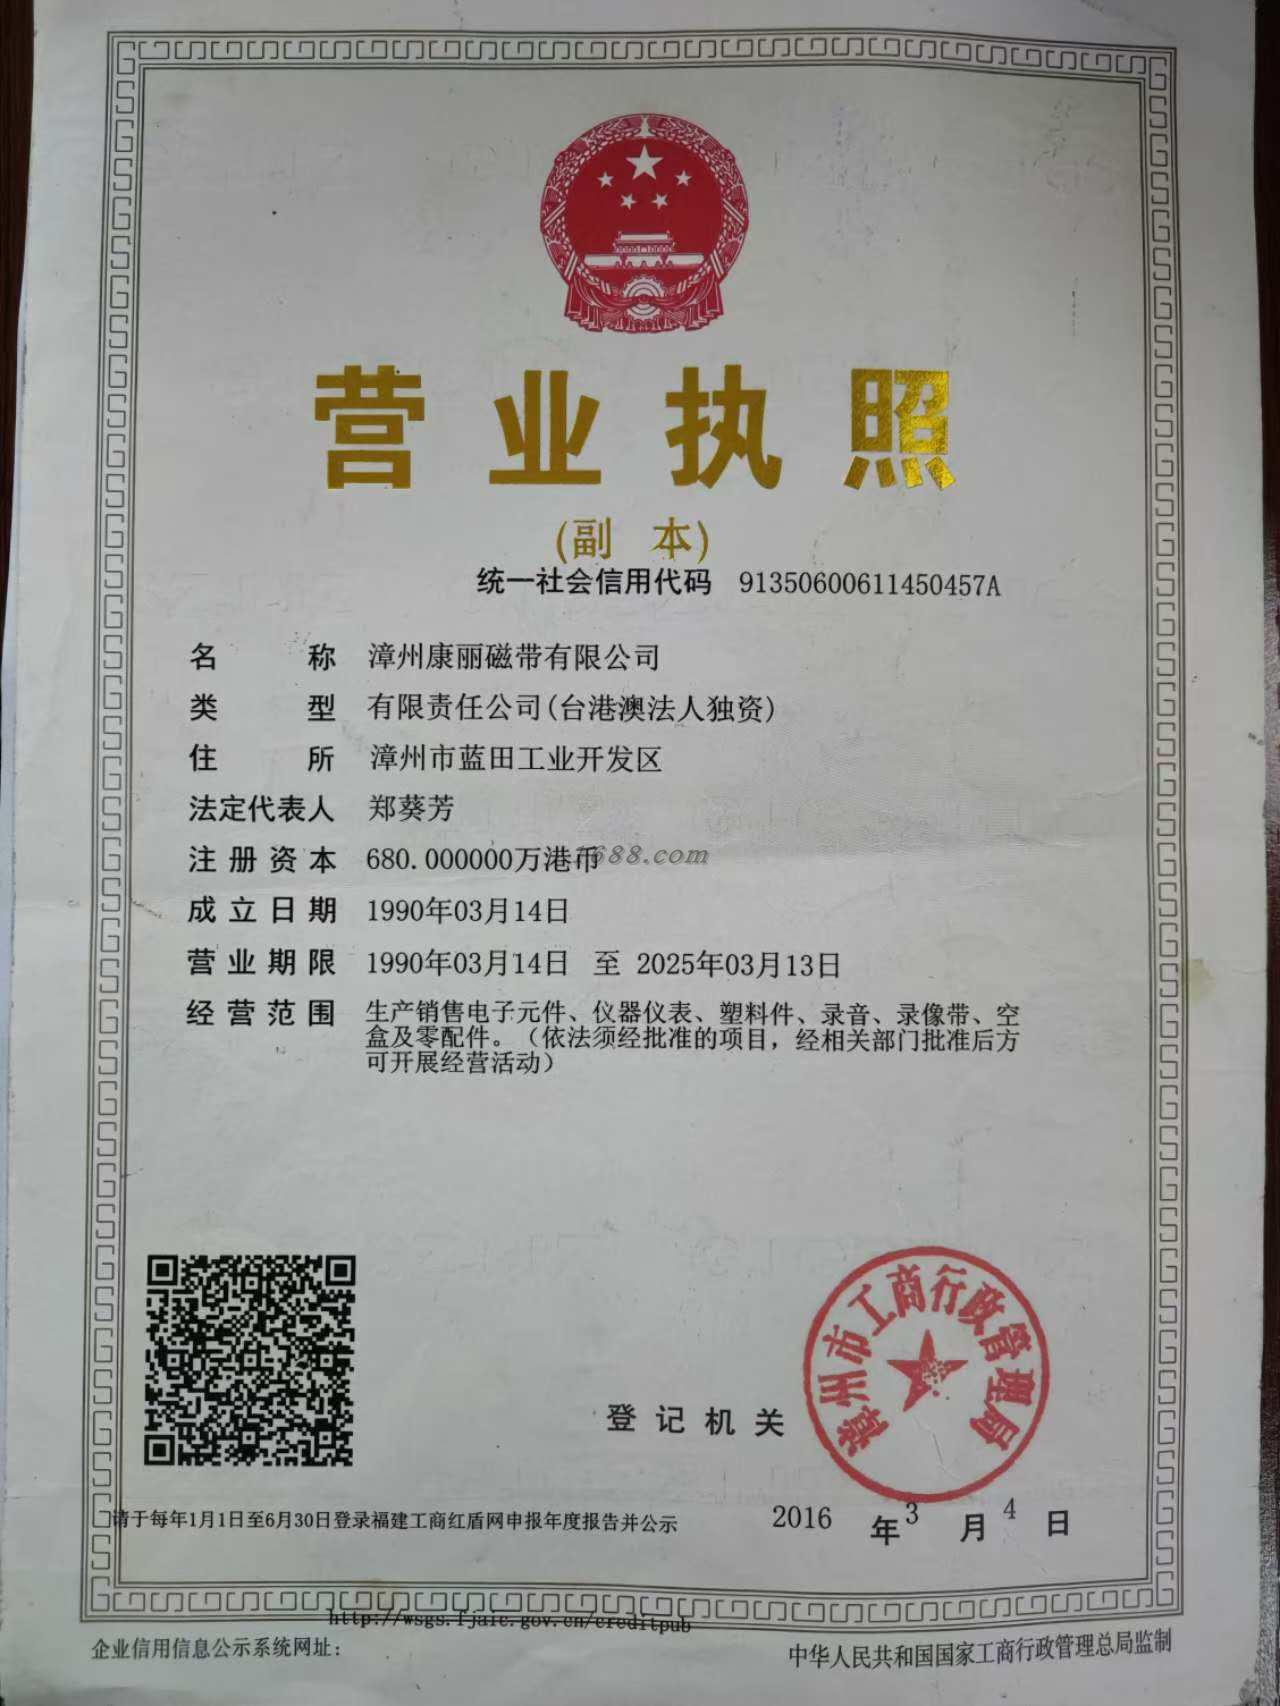 营业执照
(副 本)
统一社会信用代码 91350600611450457A
名 称 漳州康丽磁带有限公司
类 型 有限责任公司(台港澳法人独资)
住 所 漳州市蓝田工业开发区
法定代表人 郑葵芳
注册资本 680.000000万港币
1688.com
成立日期 1990年03月14日
营业期限 1990年03月14日 至 2025年03月13日
经营范围 生产销售电子元件、仪器仪表、塑料件、录音、录像带、空
盒及零配件。（依法须经批准的项目，经相关部门批准后方
可开展经营活动）
漳州市工商行政管理局
登记机关
请于每年1月1日至6月30日登录福建工商红盾网申报年度报告并公示
2016 年 3 月 4 日
http://wsgs.fjaic.gov.cn/creditpub
企业信用信息公示系统网址：
中华人民共和国国家工商行政管理总局监制